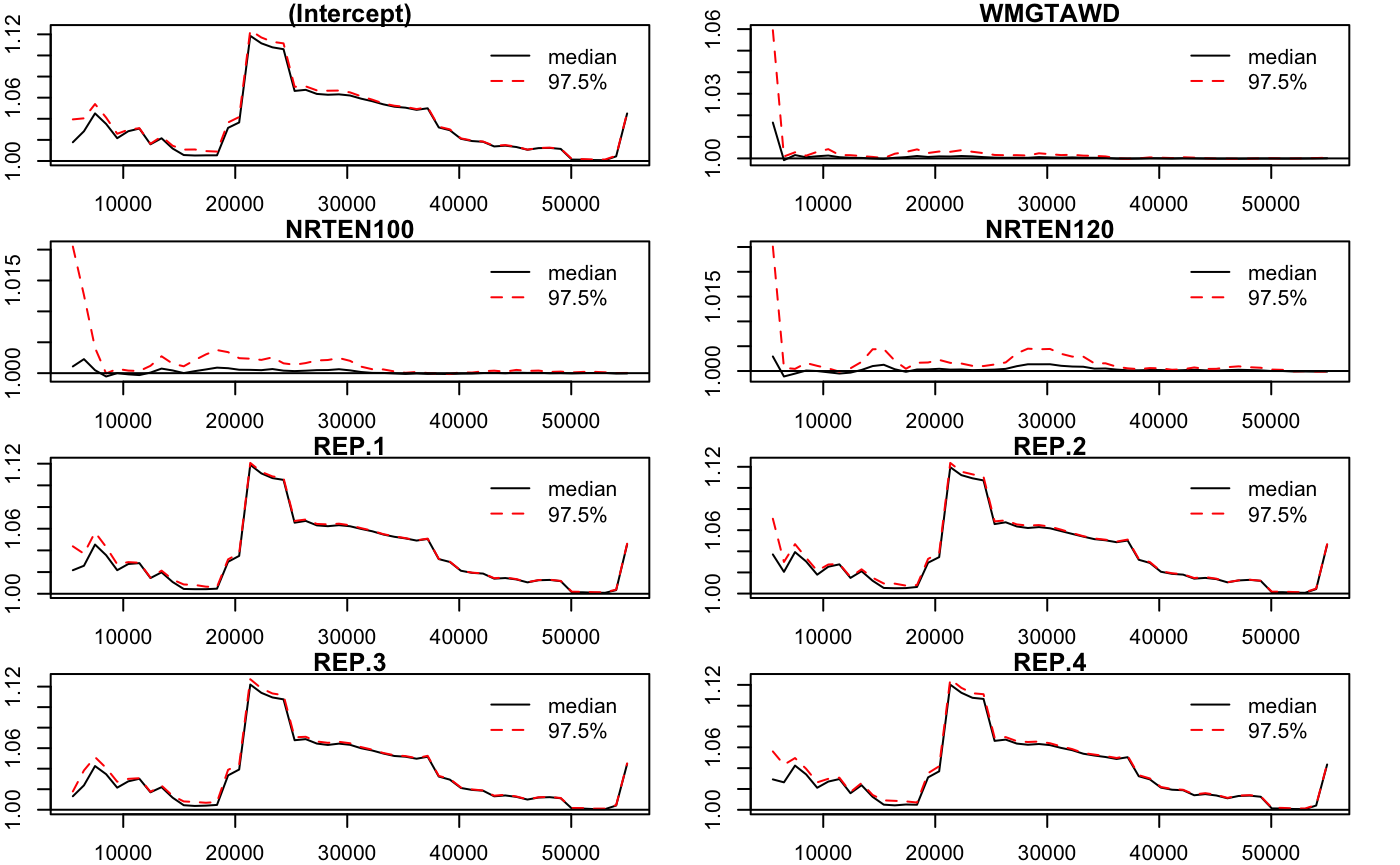 (Intercept) WMGTAWD
1.12 1.06 1.00 median 97.5% 1.06 1.03 1.00 median 97.5%
10000 20000 30000 40000 50000 10000 20000 30000 40000 50000
NRTEN100 NRTEN120
1.015 1.000 median 97.5% 1.015 1.000 median 97.5%
10000 20000 30000 40000 50000 10000 20000 30000 40000 50000
REP.1 REP.2
1.12 1.06 1.00 median 97.5% 1.12 1.06 1.00 median 97.5%
10000 20000 30000 40000 50000 10000 20000 30000 40000 50000
REP.3 REP.4
1.12 1.06 1.00 median 97.5% 1.12 1.06 1.00 median 97.5%
10000 20000 30000 40000 50000 10000 20000 30000 40000 50000